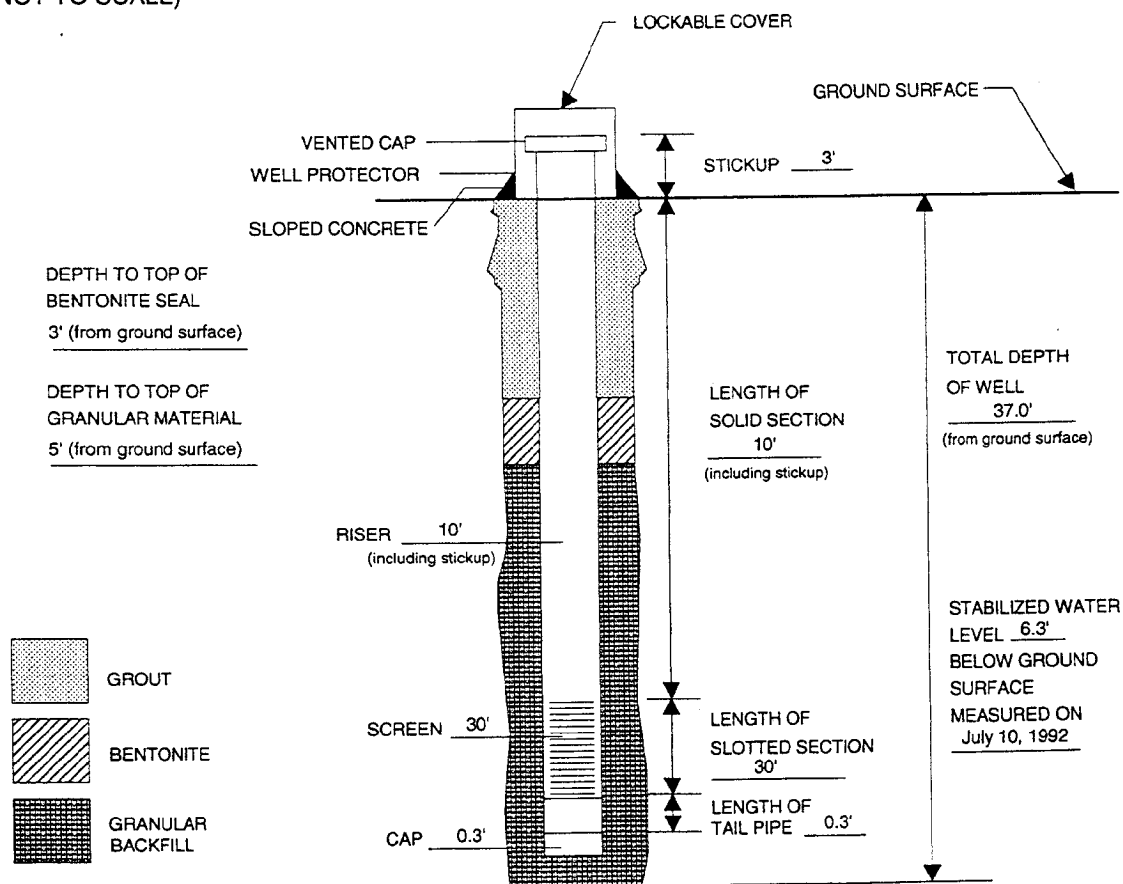 NOT TO SCALE)
LOCKABLE COVER
GROUND SURFACE
VENTED CAP
STICKUP 3'
WELL PROTECTOR
SLOPED CONCRETE
DEPTH TO TOP OF
BENTONITE SEAL
3' (from ground surface)
DEPTH TO TOP OF
GRANULAR MATERIAL
5' (from ground surface)
LENGTH OF
SOLID SECTION
10'
(including stickup)
TOTAL DEPTH
OF WELL
37.0'
(from ground surface)
RISER 10'
(including stickup)
STABILIZED WATER
LEVEL 6.3'
BELOW GROUND
SURFACE
MEASURED ON
July 10, 1992
GROUT
BENTONITE
GRANULAR
BACKFILL
SCREEN 30'
LENGTH OF
SLOTTED SECTION
30'
LENGTH OF
TAIL PIPE 0.3'
CAP 0.3'